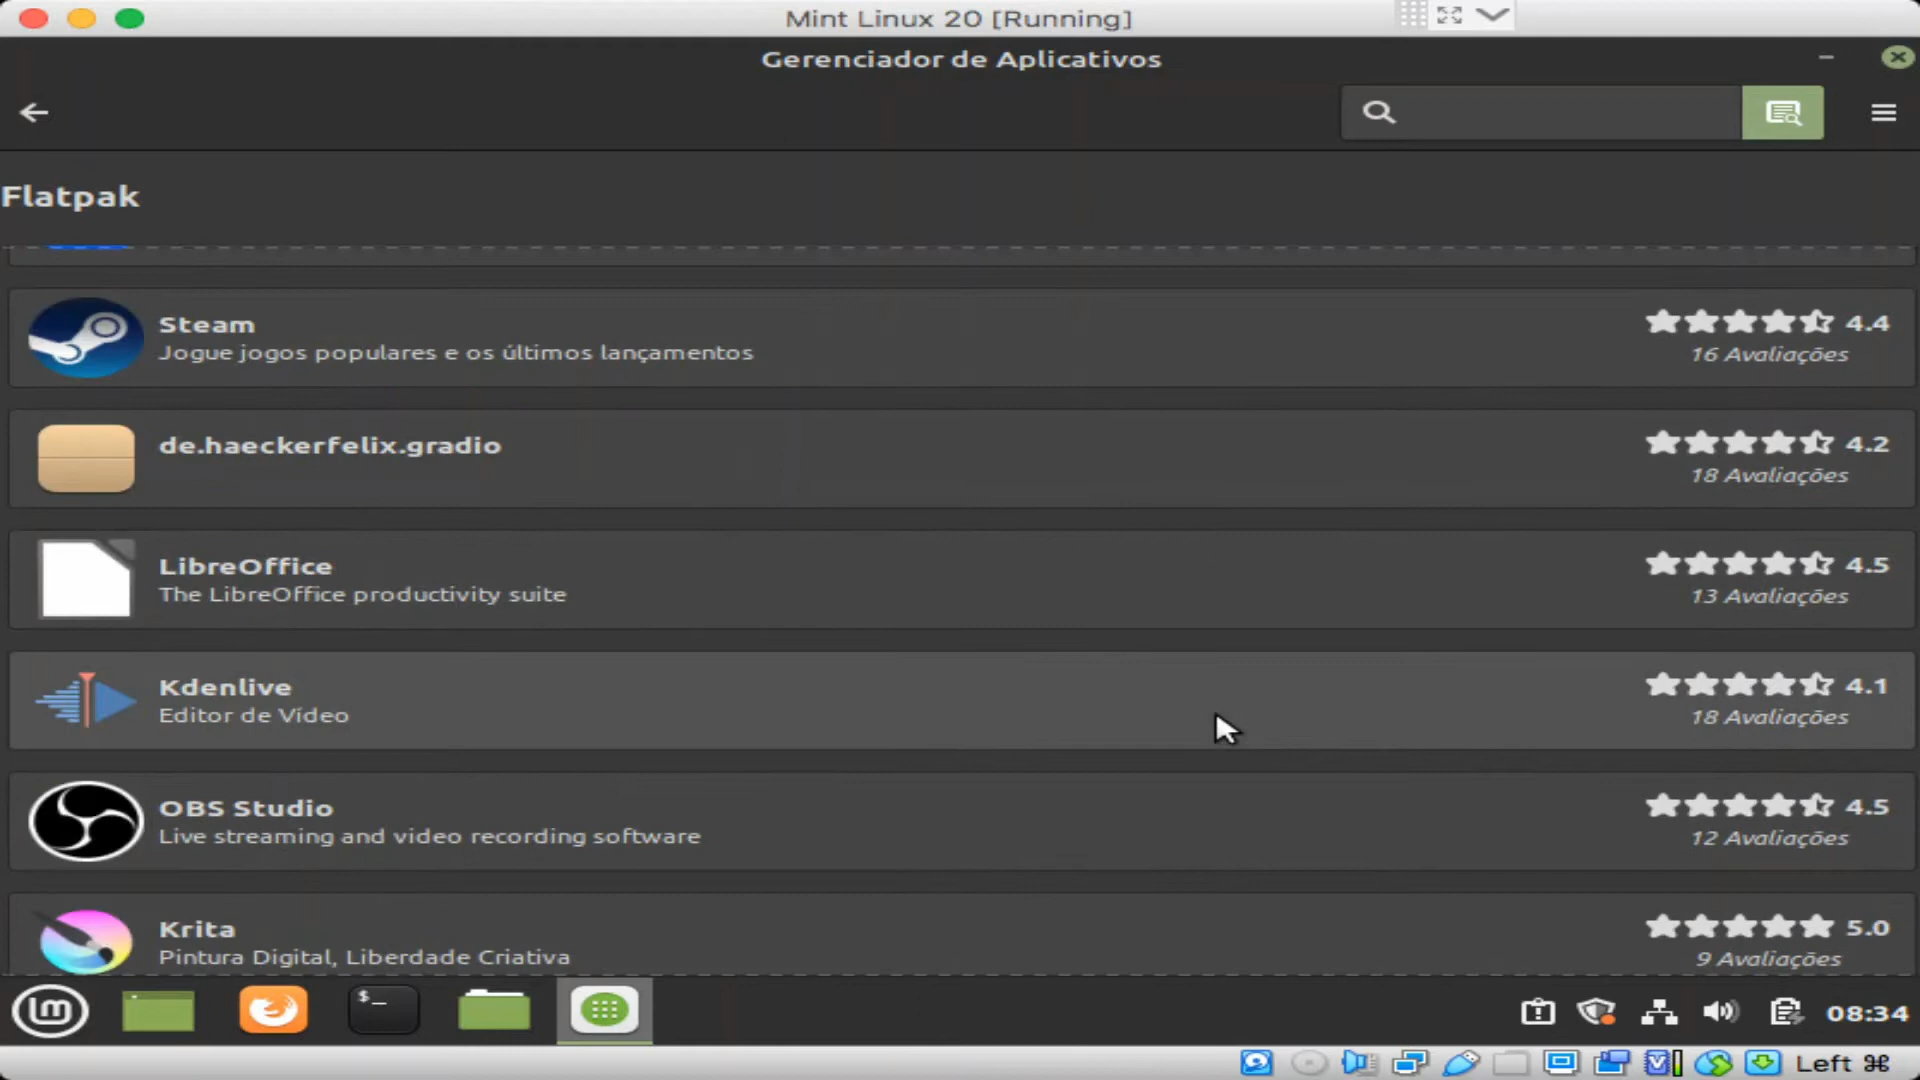 Mint Linux 20 [Running]
Gerenciador de Aplicativos
Flatpak
Steam
Jogue jogos populares e os últimos lançamentos
4.4
16 Avaliações
de.haeckerfelix.gradio
4.2
18 Avaliações
LibreOffice
The LibreOffice productivity suite
4.5
13 Avaliações
Kdenlive
Editor de Vídeo
4.1
18 Avaliações
OBS Studio
Live streaming and video recording software
4.5
12 Avaliações
Krita
Pintura Digital, Liberdade Criativa
5.0
9 Avaliações
$_
08:34
Left ⌘